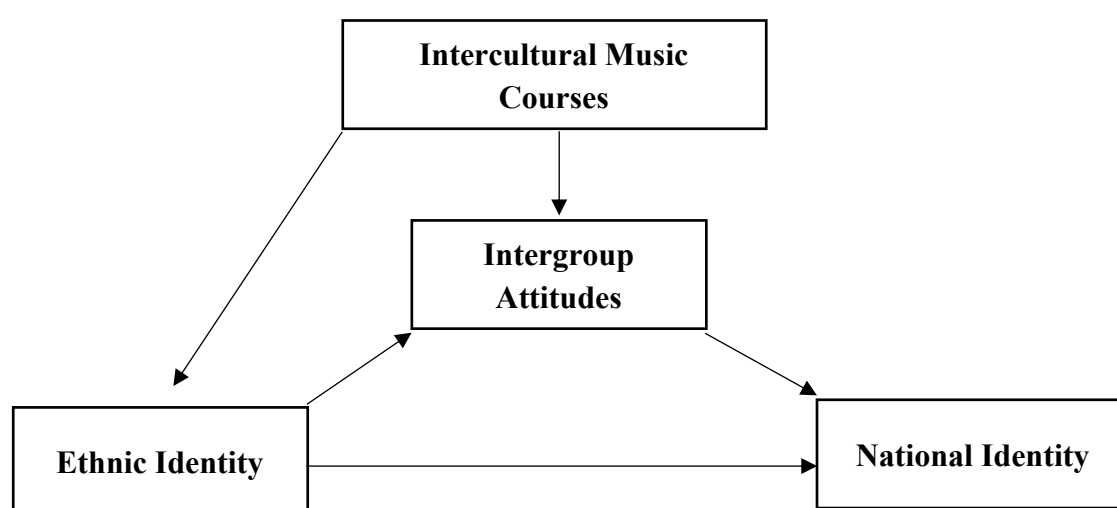 Intercultural Music
Courses
Intergroup
Attitudes
Ethnic Identity
National Identity